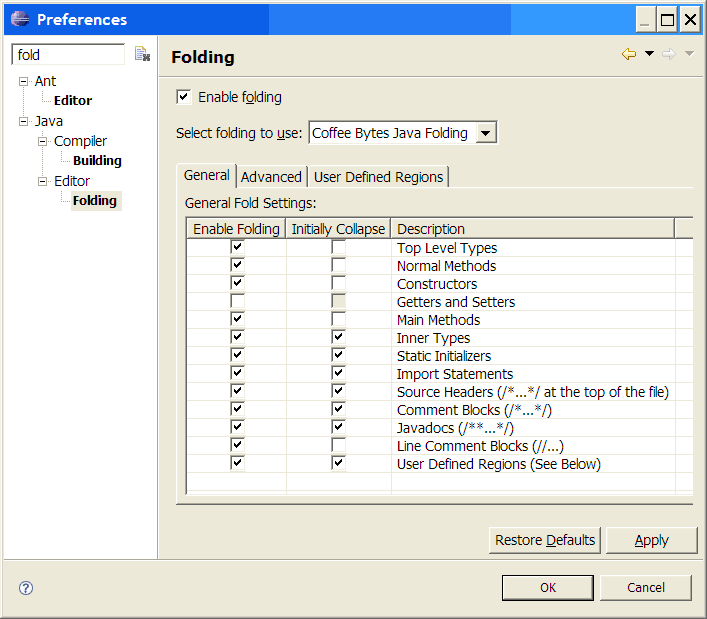 Preferences
fold
Ant
Editor
Java
Compiler
Building
Editor
Folding
Folding
Enable folding
Select folding to use: Coffee Bytes Java Folding
General Advanced User Defined Regions
General Fold Settings:
Enable Folding Initially Collapse Description
Top Level Types
Normal Methods
Constructors
Getters and Setters
Main Methods
Inner Types
Static Initializers
Import Statements
Source Headers (/*...*/ at the top of the file)
Comment Blocks (/*...*/)
Javadocs (/**...*/)
Line Comment Blocks (//...)
User Defined Regions (See Below)
Restore Defaults Apply
? OK Cancel